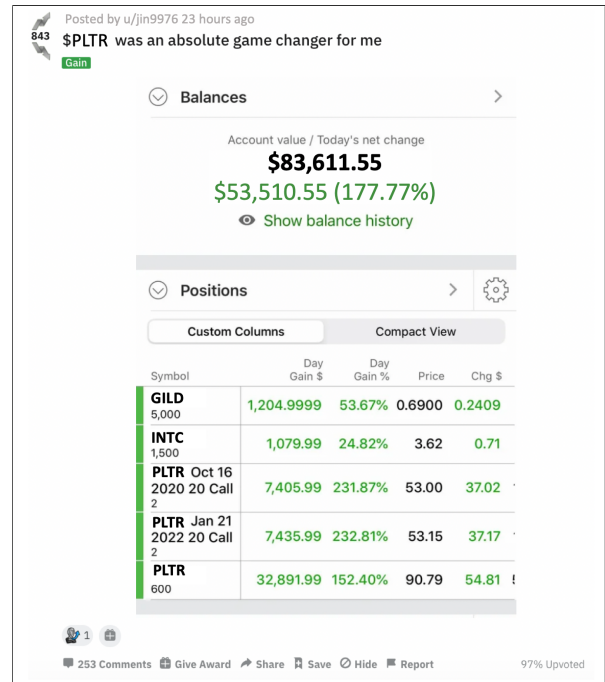 Posted by u/jin9976 23 hours ago
843
$PLTR was an absolute game changer for me
Gain
Balances
Account value / Today's net change
$83,611.55
$53,510.55 (177.77%)
Show balance history
Positions
Custom Columns
Compact View
Symbol Day Gain $ Day Gain % Price Chg $
GILD
5,000
1,204.9999 53.67% 0.6900 0.2409
INTC
1,500
1,079.99 24.82% 3.62 0.71
PLTR Oct 16
2020 20 Call
2
7,405.99 231.87% 53.00 37.02
PLTR Jan 21
2022 20 Call
2
7,435.99 232.81% 53.15 37.17
PLTR
600
32,891.99 152.40% 90.79 54.81
1
253 Comments Give Award Share Save Hide Report 97% Upvoted